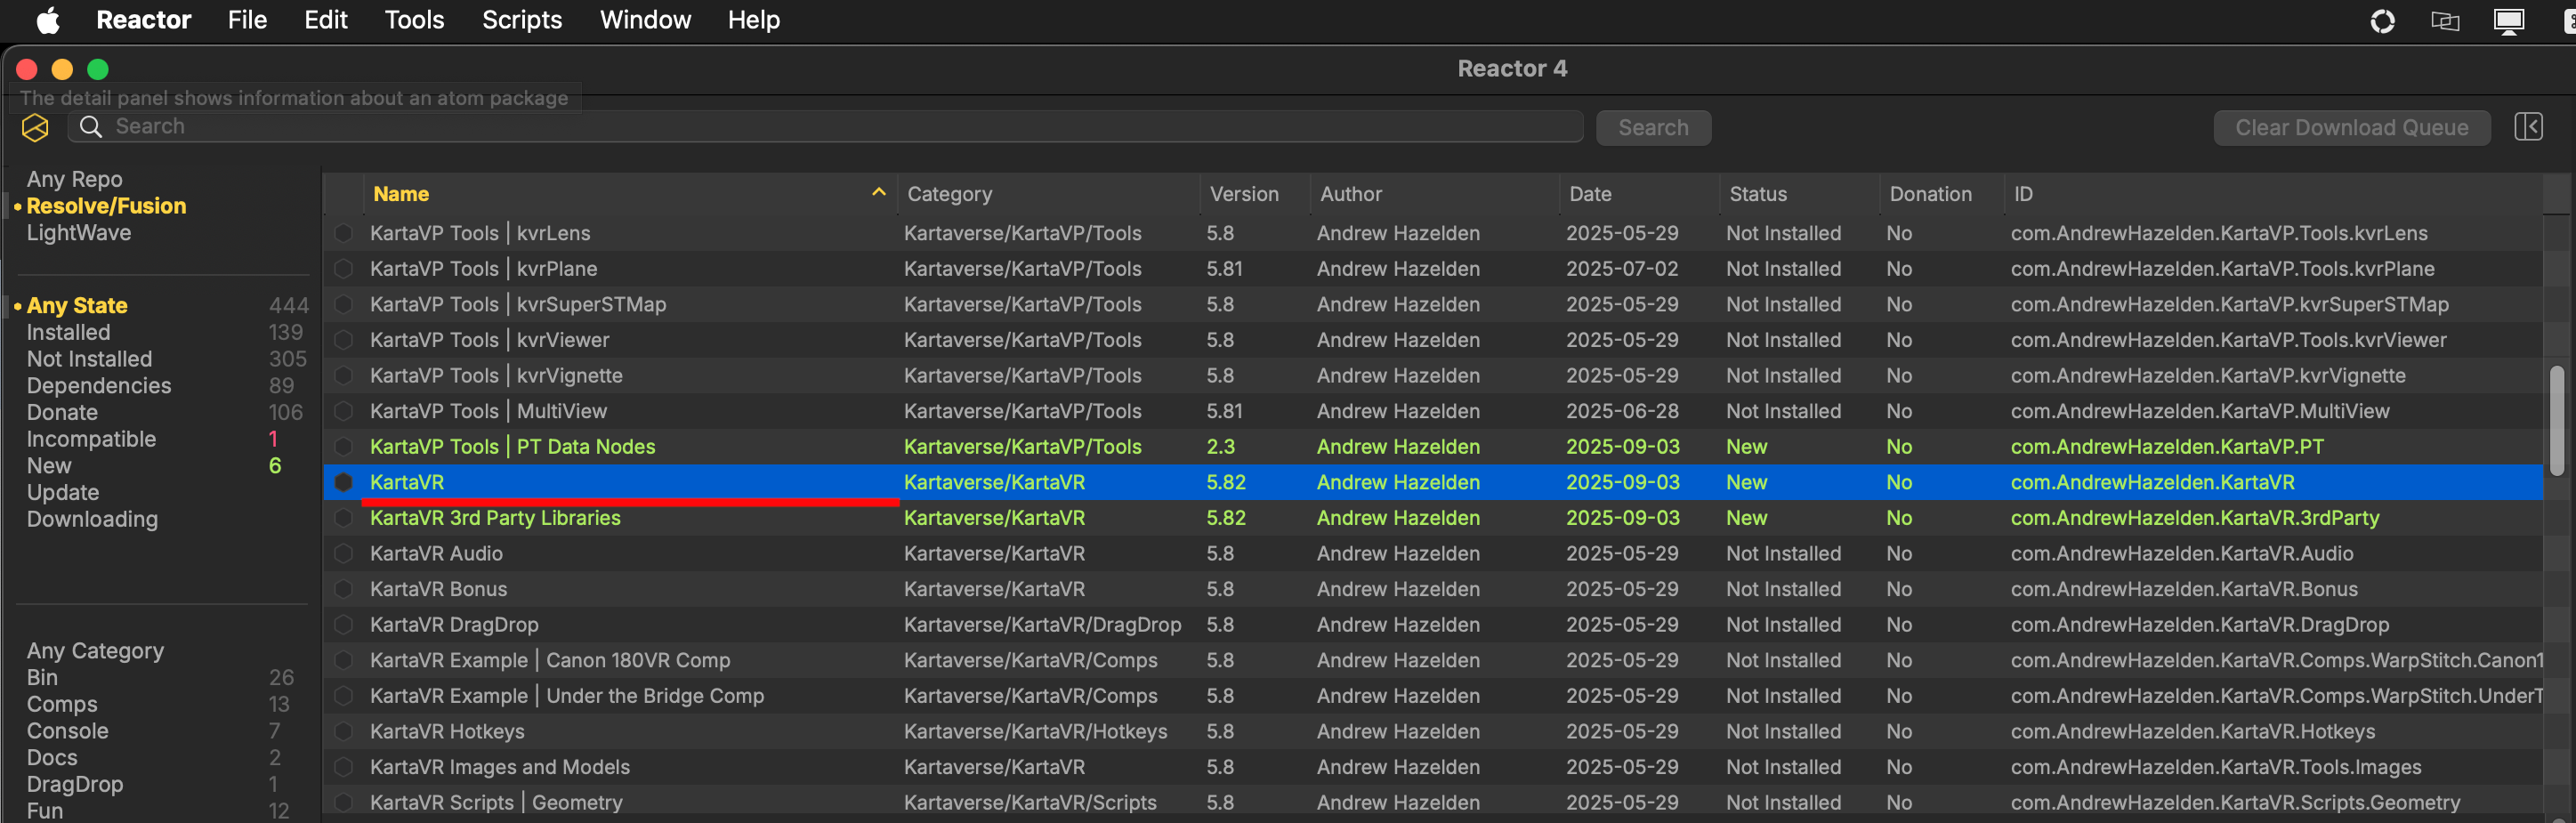 Reactor File Edit Tools Scripts Window Help
Reactor 4
The detail panel shows information about an atom package
Search Search Clear Download Queue
Any Repo
Resolve/Fusion
LightWave
Any State 444
Installed 139
Not Installed 305
Dependencies 89
Donate 106
Incompatible 1
New 6
Update
Downloading
Any Category
Bin 26
Comps 13
Console 7
Docs 2
DragDrop 1
Fun 12
Name Category Version Author Date Status Donation ID
KartaVP Tools | kvrLens Kartaverse/KartaVP/Tools 5.8 Andrew Hazelden 2025-05-29 Not Installed No com.AndrewHazelden.KartaVP.Tools.kvrLens
KartaVP Tools | kvrPlane Kartaverse/KartaVP/Tools 5.81 Andrew Hazelden 2025-07-02 Not Installed No com.AndrewHazelden.KartaVP.Tools.kvrPlane
KartaVP Tools | kvrSuperSTMap Kartaverse/KartaVP/Tools 5.8 Andrew Hazelden 2025-05-29 Not Installed No com.AndrewHazelden.KartaVP.kvrSuperSTMap
KartaVP Tools | kvrViewer Kartaverse/KartaVP/Tools 5.8 Andrew Hazelden 2025-05-29 Not Installed No com.AndrewHazelden.KartaVP.Tools.kvrViewer
KartaVP Tools | kvrVignette Kartaverse/KartaVP/Tools 5.8 Andrew Hazelden 2025-05-29 Not Installed No com.AndrewHazelden.KartaVP.kvrVignette
KartaVP Tools | MultiView Kartaverse/KartaVP/Tools 5.81 Andrew Hazelden 2025-06-28 Not Installed No com.AndrewHazelden.KartaVP.MultiView
KartaVP Tools | PT Data Nodes Kartaverse/KartaVP/Tools 2.3 Andrew Hazelden 2025-09-03 New No com.AndrewHazelden.KartaVP.PT
KartaVR Kartaverse/KartaVR 5.82 Andrew Hazelden 2025-09-03 New No com.AndrewHazelden.KartaVR
KartaVR 3rd Party Libraries Kartaverse/KartaVR 5.82 Andrew Hazelden 2025-09-03 New No com.AndrewHazelden.KartaVR.3rdParty
KartaVR Audio Kartaverse/KartaVR 5.8 Andrew Hazelden 2025-05-29 Not Installed No com.AndrewHazelden.KartaVR.Audio
KartaVR Bonus Kartaverse/KartaVR 5.8 Andrew Hazelden 2025-05-29 Not Installed No com.AndrewHazelden.KartaVR.Bonus
KartaVR DragDrop Kartaverse/KartaVR/DragDrop 5.8 Andrew Hazelden 2025-05-29 Not Installed No com.AndrewHazelden.KartaVR.DragDrop
KartaVR Example | Canon 180VR Comp Kartaverse/KartaVR/Comps 5.8 Andrew Hazelden 2025-05-29 Not Installed No com.AndrewHazelden.KartaVR.Comps.WarpStitch.Canon1
KartaVR Example | Under the Bridge Comp Kartaverse/KartaVR/Comps 5.8 Andrew Hazelden 2025-05-29 Not Installed No com.AndrewHazelden.KartaVR.Comps.WarpStitch.UnderT
KartaVR Hotkeys Kartaverse/KartaVR/Hotkeys 5.8 Andrew Hazelden 2025-05-29 Not Installed No com.AndrewHazelden.KartaVR.Hotkeys
KartaVR Images and Models Kartaverse/KartaVR 5.8 Andrew Hazelden 2025-05-29 Not Installed No com.AndrewHazelden.KartaVR.Tools.Images
KartaVR Scripts | Geometry Kartaverse/KartaVR/Scripts 5.8 Andrew Hazelden 2025-05-29 Not Installed No com.AndrewHazelden.KartaVR.Scripts.Geometry